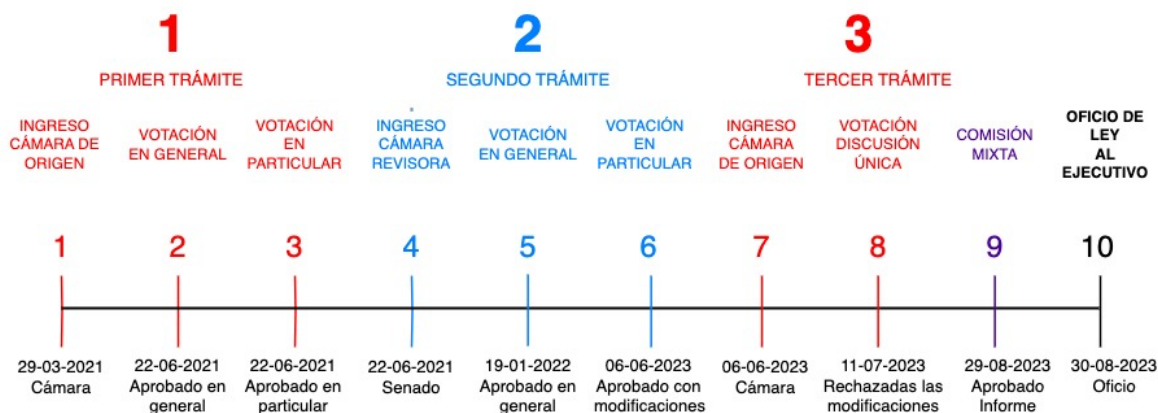 1
2
3
PRIMER TRÁMITE
SEGUNDO TRÁMITE
TERCER TRÁMITE
INGRESO
CÁMARA DE
ORIGEN
VOTACIÓN
EN GENERAL
VOTACIÓN
EN
PARTICULAR
INGRESO
CÁMARA
REVISORA
VOTACIÓN
EN GENERAL
VOTACIÓN
EN
PARTICULAR
INGRESO
CÁMARA
DE ORIGEN
VOTACIÓN
DISCUSIÓN
ÚNICA
COMISIÓN
MIXTA
OFICIO DE
LEY
AL
EJECUTIVO
1
2
3
4
5
6
7
8
9
10
29-03-2021
Cámara
22-06-2021
Aprobado en
general
22-06-2021
Aprobado en
particular
22-06-2021
Senado
19-01-2022
Aprobado en
general
06-06-2023
Aprobado con
modificaciones
06-06-2023
Cámara
11-07-2023
Rechazadas las
modificaciones
29-08-2023
Aprobado
Informe
30-08-2023
Oficio